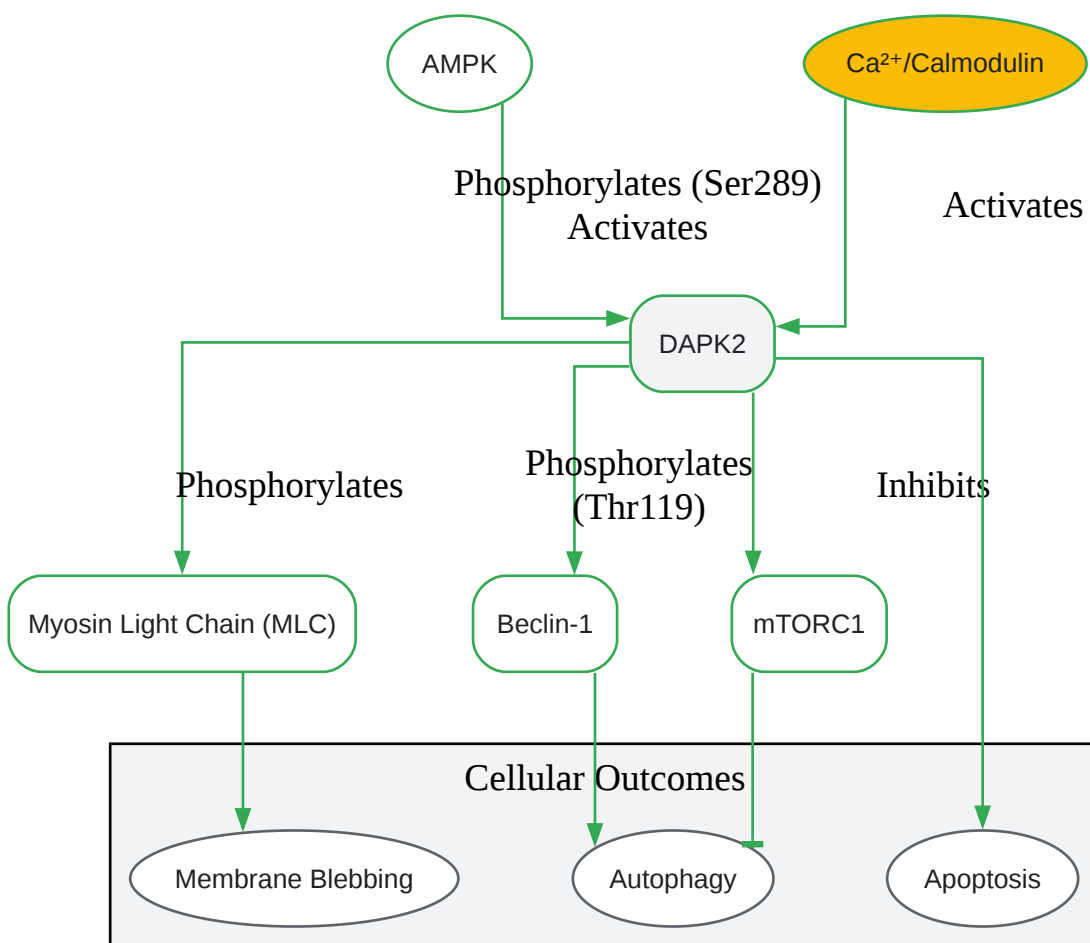 AMPK
Ca²⁺/Calmodulin
Phosphorylates (Ser289)
Activates
Activates
DAPK2
Phosphorylates
Phosphorylates
(Thr119)
Inhibits
Myosin Light Chain (MLC)
Beclin-1
mTORC1
Cellular Outcomes
Membrane Blebbing
Autophagy
Apoptosis